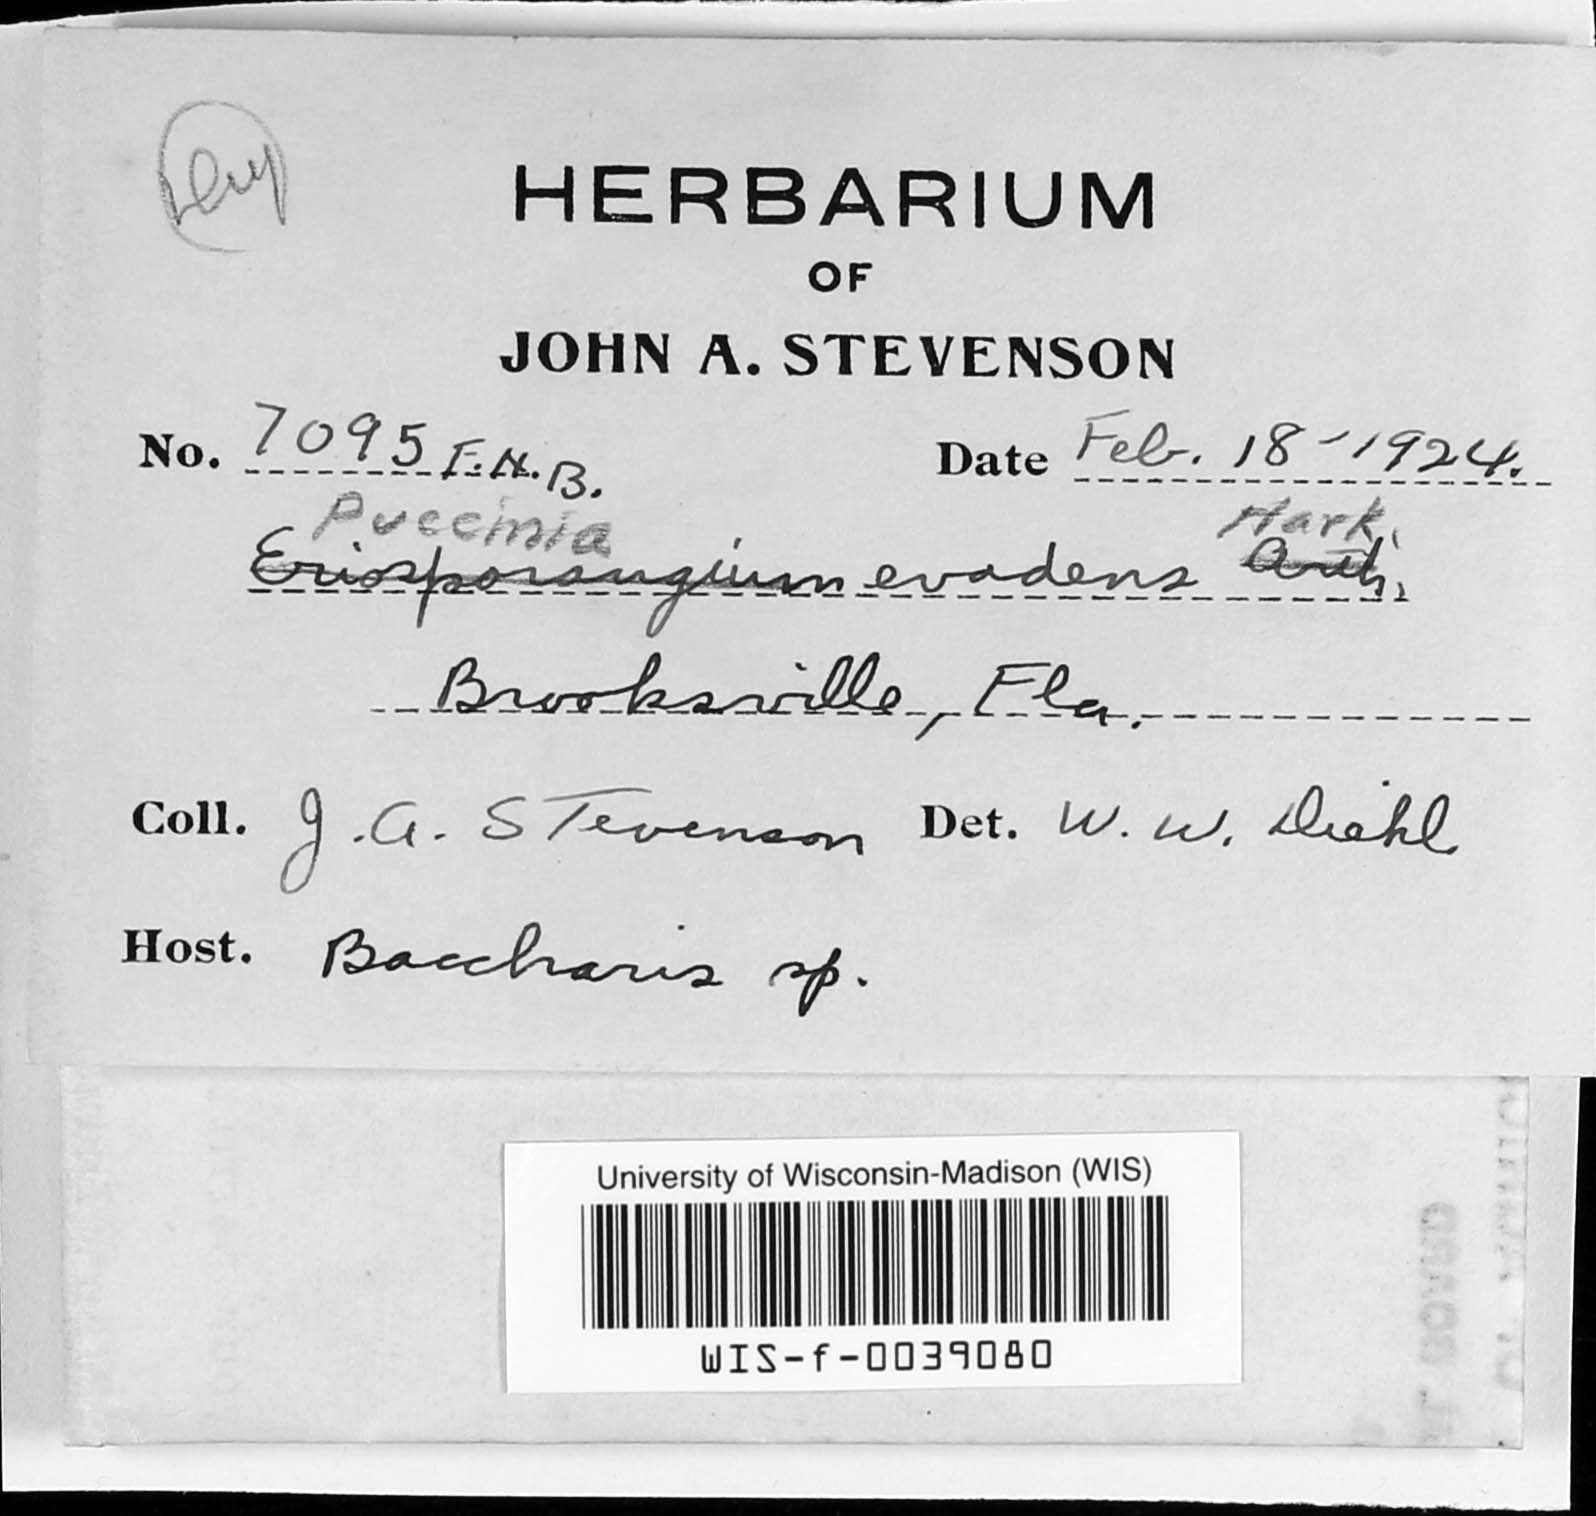 HERBARIUM
OF
JOHN A. STEVENSON
No. 7095 F.H.B. Date Feb. 18-1924.
Puccinia Hark.
Eriosporangium evadens Arth.
Brooksville, Fla.
Coll. J. A. Stevenson Det. W. W. Diehl
Host. Baccharis sp.
University of Wisconsin-Madison (WIS)
WIS-f-0039080